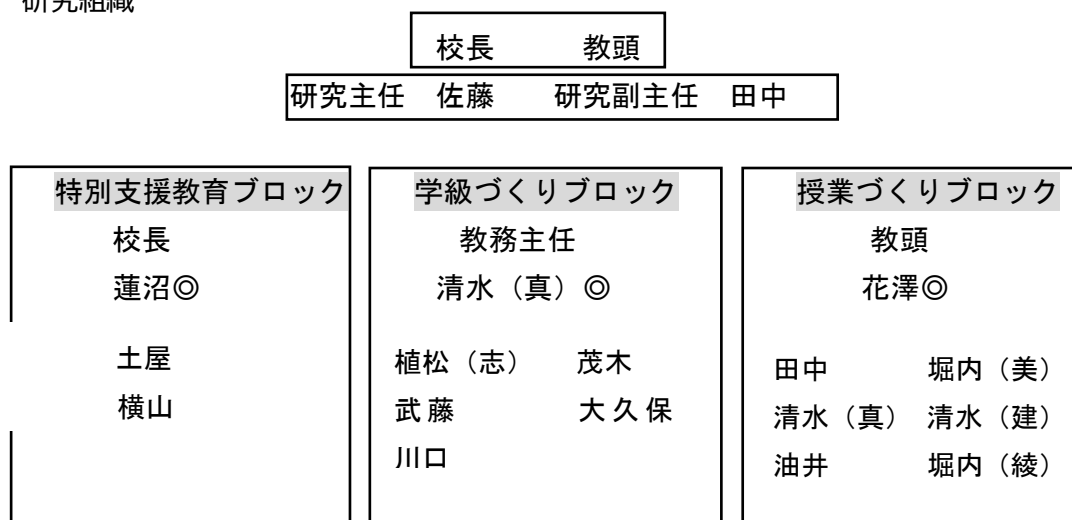 研究組織
校長 教頭
研究主任 佐藤 研究副主任 田中
特別支援教育ブロック
校長
蓮沼◎
土屋
横山
学級づくりブロック
教務主任
清水（真）◎
植松（志） 茂木
武藤 大久保
川口
授業づくりブロック
教頭
花澤◎
田中 堀内（美）
清水（真） 清水（建）
油井 堀内（綾）